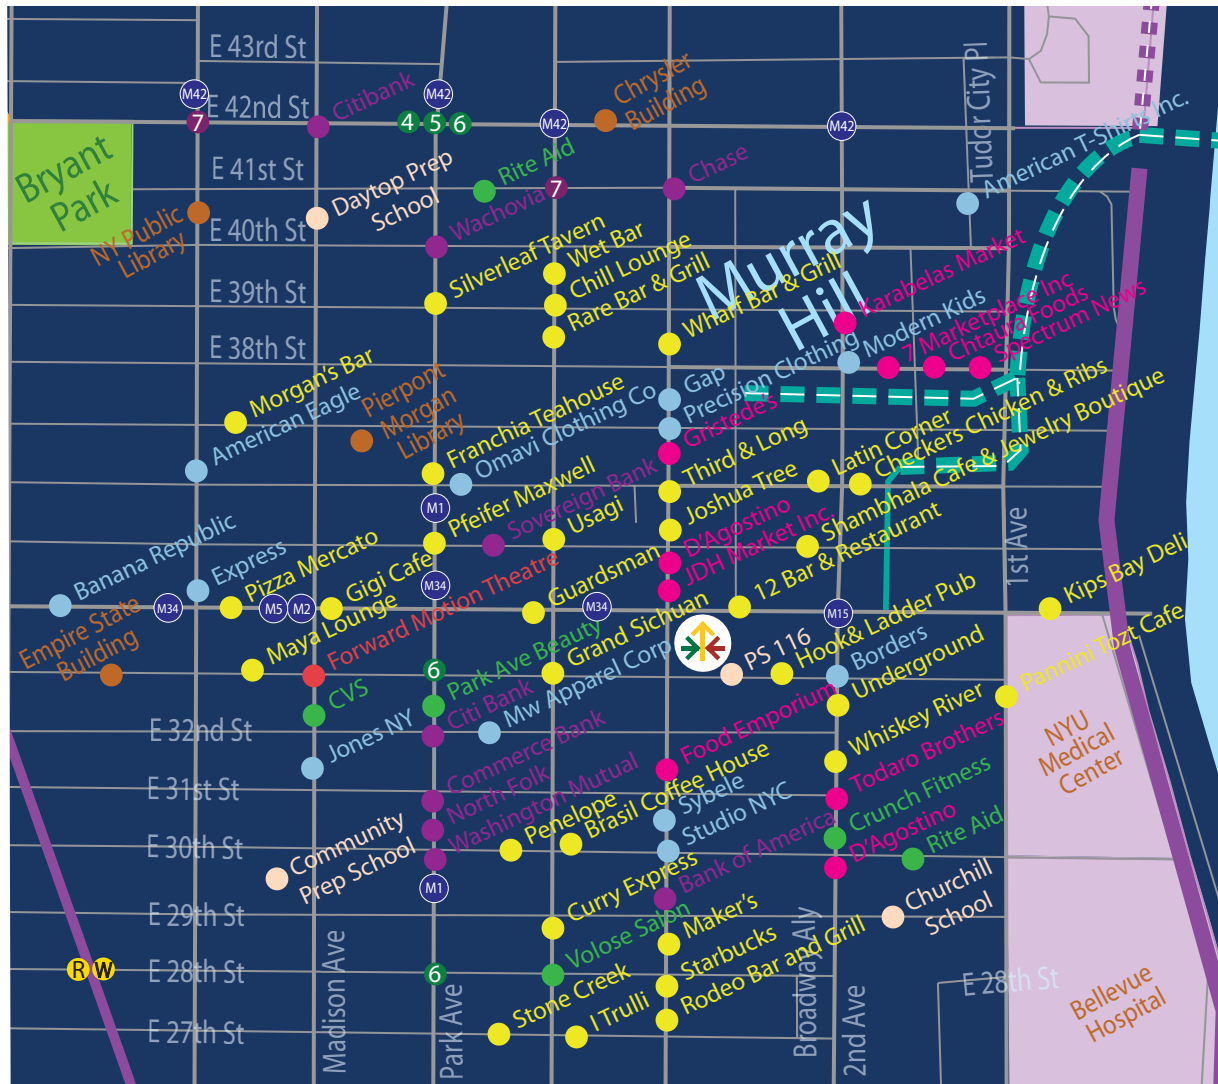 E 43rd St
M42
E 42nd St
7
Citibank
M42
4
5
6
Chrysler
Building
M42
M42
Tudor City Pl
American T-Shirts Inc.
Bryant
Park
E 41st St
Daytop Prep
School
Rite Aid
7
Chase
Wachovia
NY Public
Library
E 40th St
Silverleaf Tavern
Wet Bar
Chill Lounge
Rare Bar & Grill
Murray
Hill
Wharf Bar & Grill
Karabelas Market
E 39th St
Modern Kids
7 Marketplace Inc
Chtaura Foods
Spectrum News
E 38th St
Morgan's Bar
American Eagle
Pierpont
Morgan
Library
Franchia Teahouse
Omavi Clothing Co
Gap
Precision Clothing
Gristede's
Third & Long
Latin Corner
Checkers Chicken & Ribs
M1
Pfeifer Maxwell
Sovereign Bank
Usagi
Joshua Tree
Shambhala Cafe & Jewelry Boutique
D'Agostino
JDH Market Inc.
12 Bar & Restaurant
1st Ave
Banana Republic
Express
Pizza Mercato
Gigi Cafe
M34
Guardsman
Kips Bay Deli
M34
M5
M2
M34
M15
Empire State
Building
Maya Lounge
Forward Motion Theatre
6
Grand Sichuan
PS 116
Hook& Ladder Pub
Borders
Pannini Tozt Cafe
CVS
Park Ave Beauty
Citi Bank
Mw Apparel Corp
Underground
E 32nd St
Jones NY
Food Emporium
Whiskey River
NYU
Medical
Center
E 31st St
Commerce Bank
North Folk
Washington Mutual
Penelope
Brasil Coffee House
Sybele
Studio NYC
Todaro Brothers
Crunch Fitness
D'Agostino
Rite Aid
E 30th St
Community
Prep School
M1
Curry Express
Bank of America
Churchill
School
E 29th St
Volose Salon
Maker's
Starbucks
Rodeo Bar and Grill
R
W
E 28th St
6
E 28th St
Stone Creek
I Trulli
Bellevue
Hospital
E 27th St
Madison Ave
Park Ave
Broadway Aly
2nd Ave